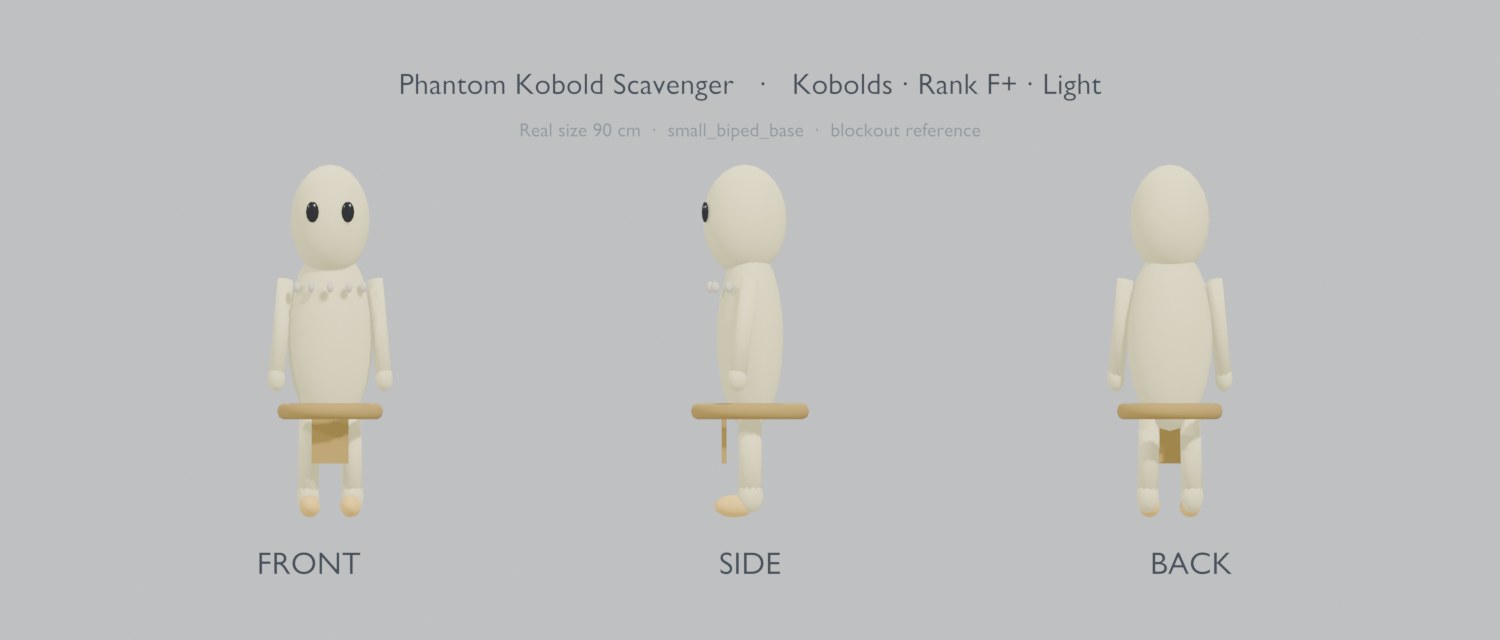 Phantom Kobold Scavenger · Kobolds · Rank F+ · Light
Real size 90 cm · small_biped_base · blockout reference
FRONT SIDE BACK